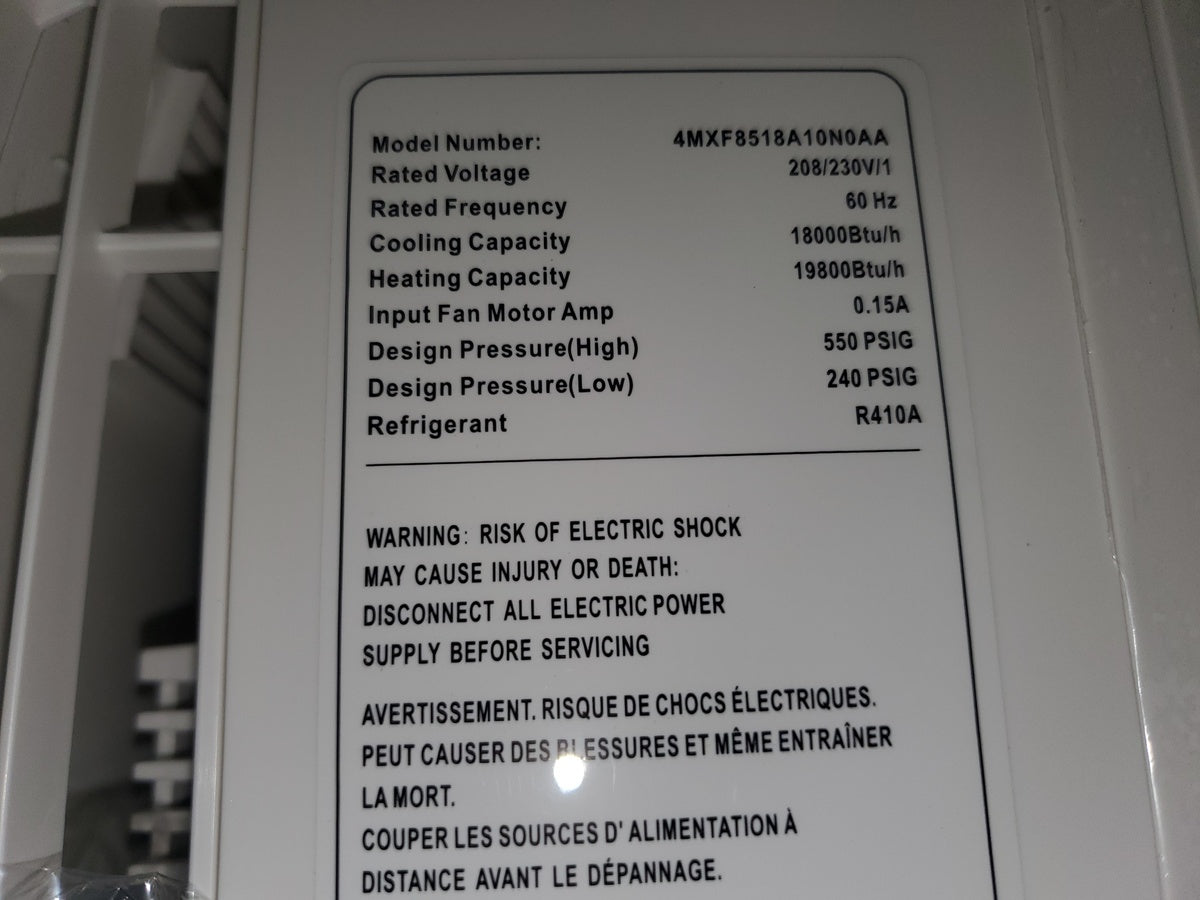 Model Number: 4MXF8518A10N0AA
Rated Voltage 208/230V/1
Rated Frequency 60 Hz
Cooling Capacity 18000Btu/h
Heating Capacity 19800Btu/h
Input Fan Motor Amp 0.15A
Design Pressure(High) 550 PSIG
Design Pressure(Low) 240 PSIG
Refrigerant R410A
WARNING: RISK OF ELECTRIC SHOCK
MAY CAUSE INJURY OR DEATH:
DISCONNECT ALL ELECTRIC POWER
SUPPLY BEFORE SERVICING
AVERTISSEMENT. RISQUE DE CHOCS ÉLECTRIQUES.
PEUT CAUSER DES BLESSURES ET MÊME ENTRAÎNER
LA MORT.
COUPER LES SOURCES D' ALIMENTATION À
DISTANCE AVANT LE DÉPANNAGE.